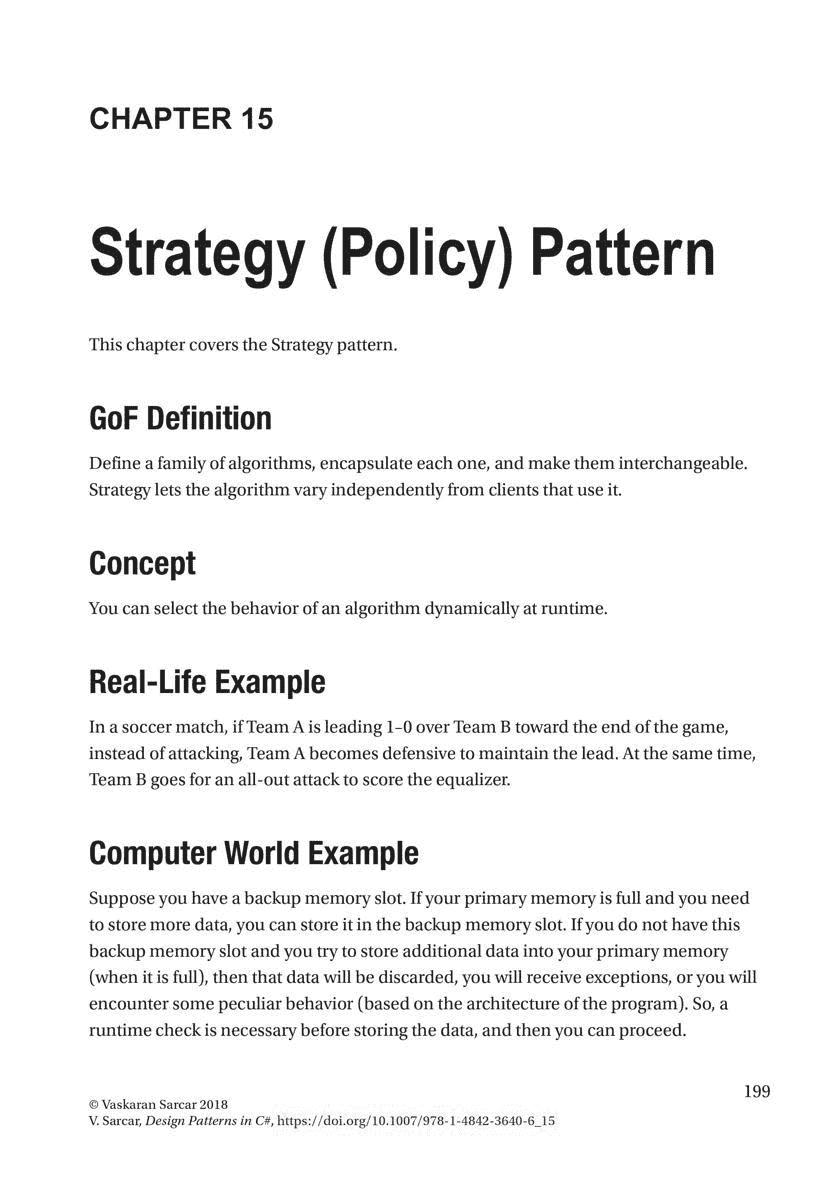 CHAPTER 15
Strategy (Policy) Pattern
This chapter covers the Strategy pattern.
GoF Definition
Define a family of algorithms, encapsulate each one, and make them interchangeable.
Strategy lets the algorithm vary independently from clients that use it.
Concept
You can select the behavior of an algorithm dynamically at runtime.
Real-Life Example
In a soccer match, if Team A is leading 1–0 over Team B toward the end of the game,
instead of attacking, Team A becomes defensive to maintain the lead. At the same time,
Team B goes for an all-out attack to score the equalizer.
Computer World Example
Suppose you have a backup memory slot. If your primary memory is full and you need
to store more data, you can store it in the backup memory slot. If you do not have this
backup memory slot and you try to store additional data into your primary memory
(when it is full), then that data will be discarded, you will receive exceptions, or you will
encounter some peculiar behavior (based on the architecture of the program). So, a
runtime check is necessary before storing the data, and then you can proceed.
199
© Vaskaran Sarcar 2018
V. Sarcar, Design Patterns in C#, https://doi.org/10.1007/978-1-4842-3640-6_15